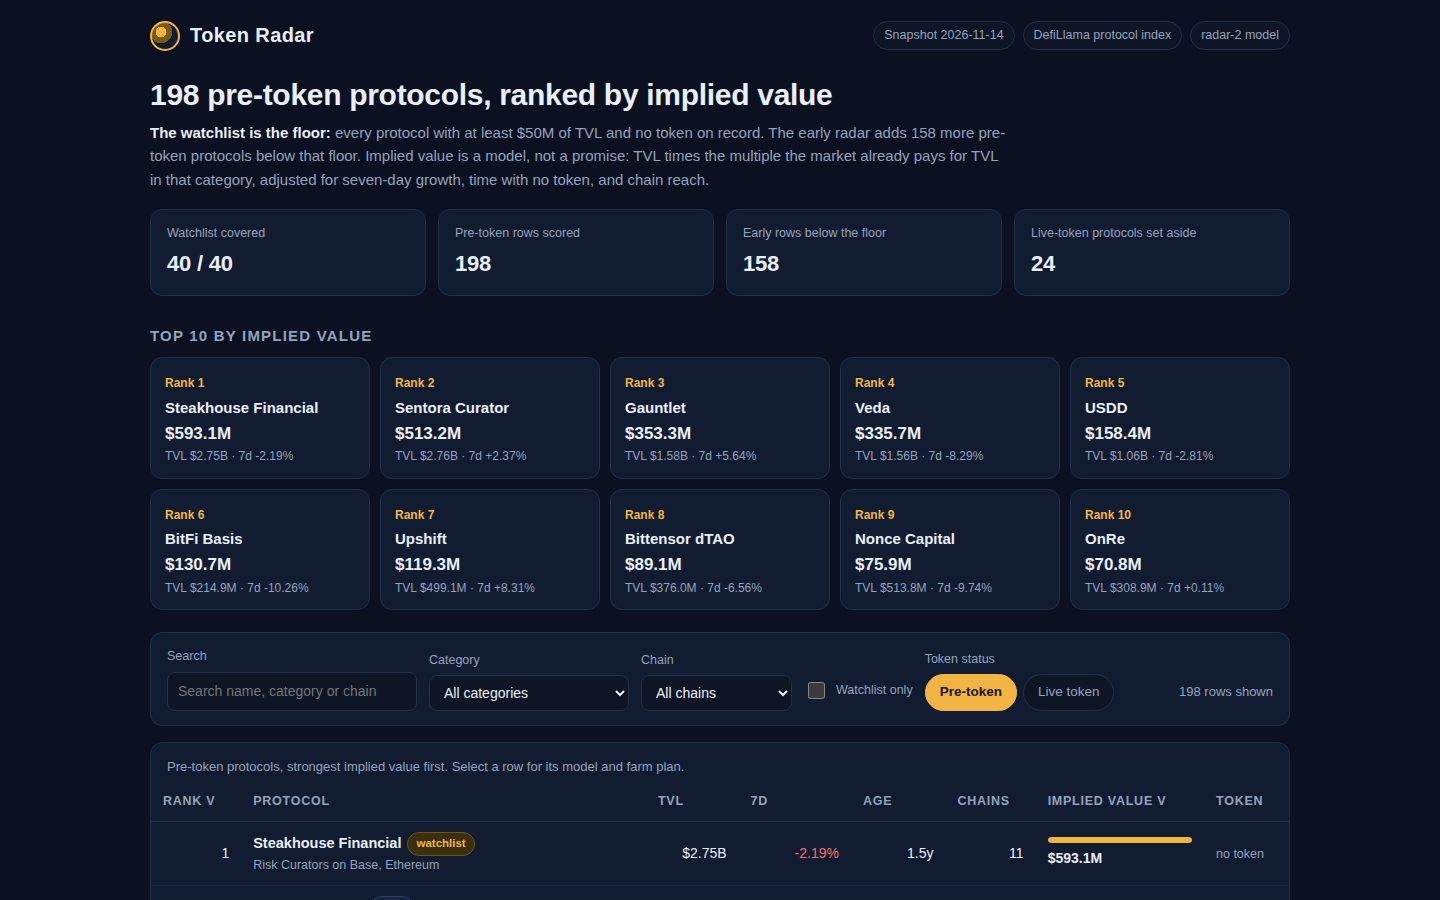 Token Radar
Snapshot 2026-11-14
DefiLlama protocol index
radar-2 model
198 pre-token protocols, ranked by implied value
The watchlist is the floor: every protocol with at least $50M of TVL and no token on record. The early radar adds 158 more pre-
token protocols below that floor. Implied value is a model, not a promise: TVL times the multiple the market already pays for TVL
in that category, adjusted for seven-day growth, time with no token, and chain reach.
Watchlist covered
40 / 40
Pre-token rows scored
198
Early rows below the floor
158
Live-token protocols set aside
24
TOP 10 BY IMPLIED VALUE
Rank 1
Steakhouse Financial
$593.1M
TVL $2.75B · 7d -2.19%
Rank 2
Sentora Curator
$513.2M
TVL $2.76B · 7d +2.37%
Rank 3
Gauntlet
$353.3M
TVL $1.58B · 7d +5.64%
Rank 4
Veda
$335.7M
TVL $1.56B · 7d -8.29%
Rank 5
USDD
$158.4M
TVL $1.06B · 7d -2.81%
Rank 6
BitFi Basis
$130.7M
TVL $214.9M · 7d -10.26%
Rank 7
Upshift
$119.3M
TVL $499.1M · 7d +8.31%
Rank 8
Bittensor dTAO
$89.1M
TVL $376.0M · 7d -6.56%
Rank 9
Nonce Capital
$75.9M
TVL $513.8M · 7d -9.74%
Rank 10
OnRe
$70.8M
TVL $308.9M · 7d +0.11%
Search
Search name, category or chain
Category
All categories
Chain
All chains
Watchlist only
Token status
Pre-token
Live token
198 rows shown
Pre-token protocols, strongest implied value first. Select a row for its model and farm plan.
RANK V PROTOCOL TVL 7D AGE CHAINS IMPLIED VALUE V TOKEN
1 Steakhouse Financial watchlist $2.75B -2.19% 1.5y 11 $593.1M no token
Risk Curators on Base, Ethereum